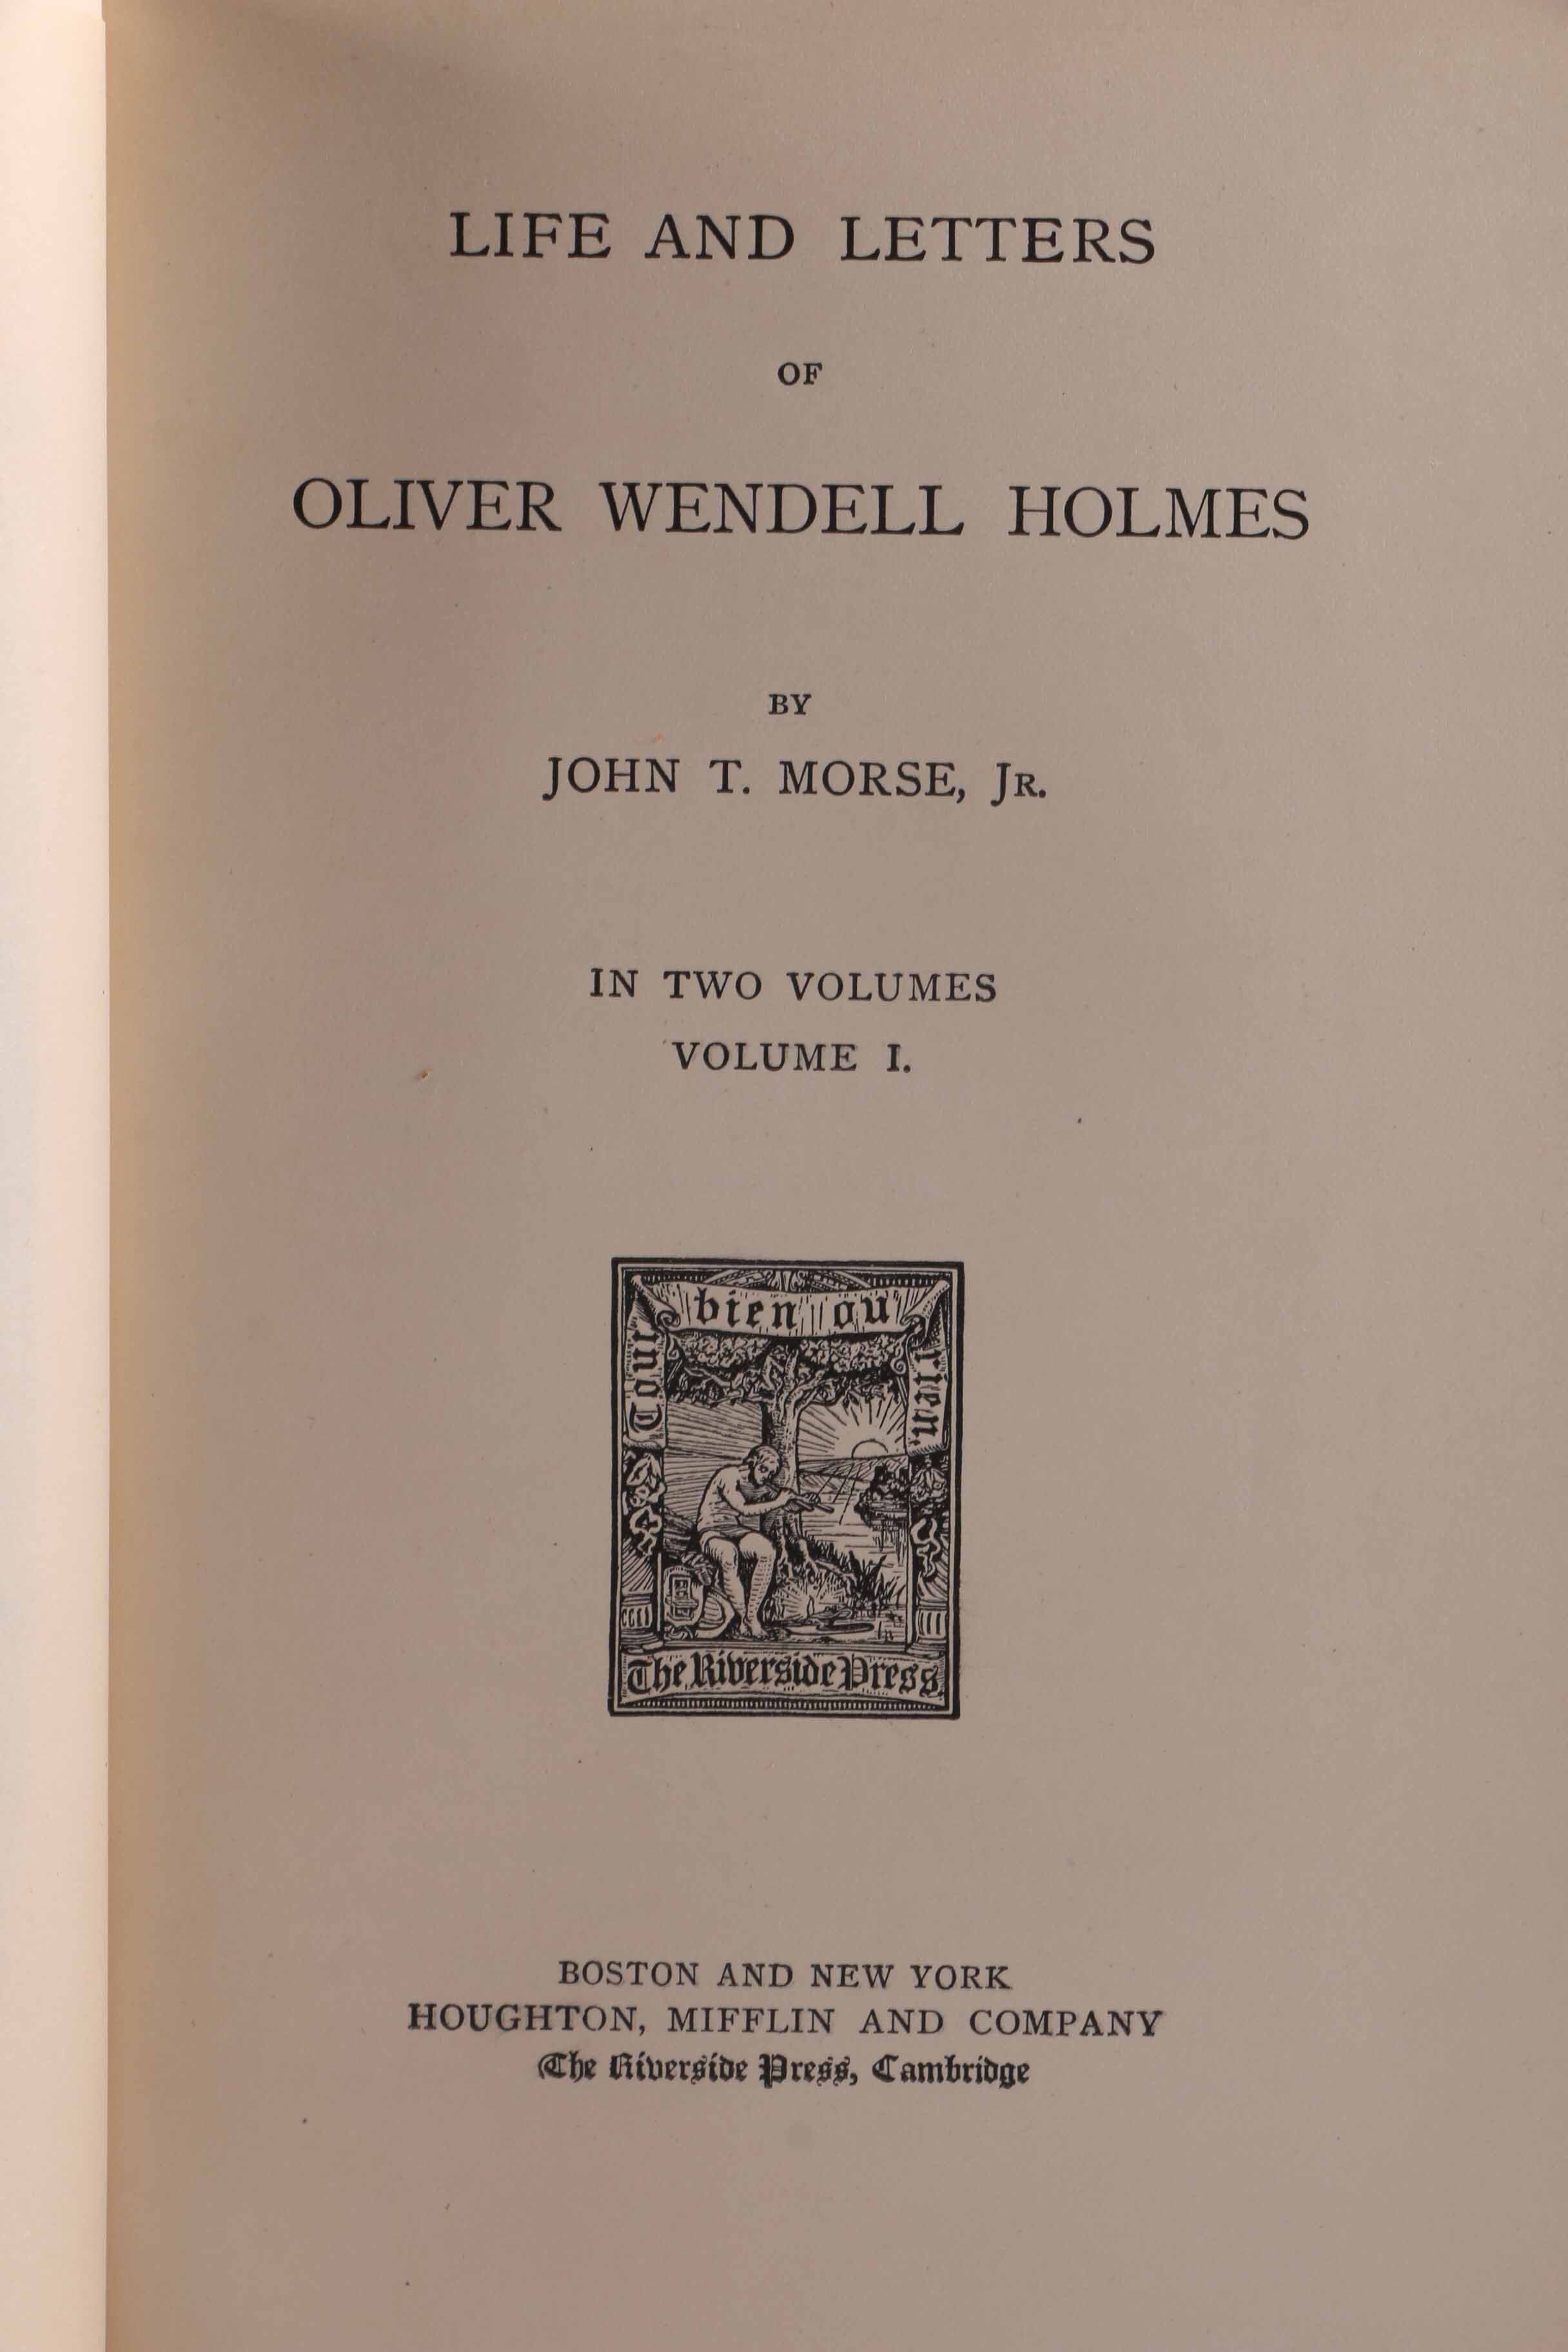 LIFE AND LETTERS
OF
OLIVER WENDELL HOLMES
BY
JOHN T. MORSE, JR.
IN TWO VOLUMES
VOLUME I.
Tout bien ou rien
The Riverside Press
BOSTON AND NEW YORK
HOUGHTON, MIFFLIN AND COMPANY
The Riverside Press, Cambridge